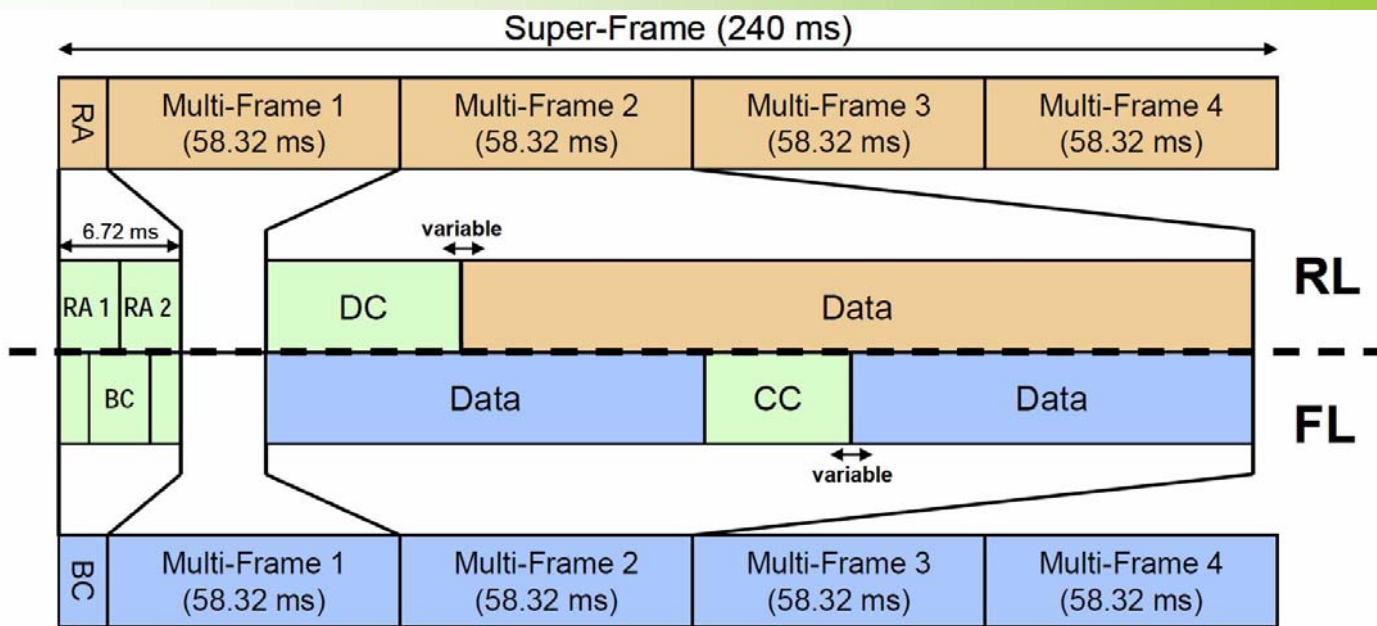 Super-Frame (240 ms)
RA
Multi-Frame 1
(58.32 ms)
Multi-Frame 2
(58.32 ms)
Multi-Frame 3
(58.32 ms)
Multi-Frame 4
(58.32 ms)
6.72 ms
variable
RA 1
RA 2
DC
Data
RL
BC
Data
CC
Data
FL
variable
BC
Multi-Frame 1
(58.32 ms)
Multi-Frame 2
(58.32 ms)
Multi-Frame 3
(58.32 ms)
Multi-Frame 4
(58.32 ms)